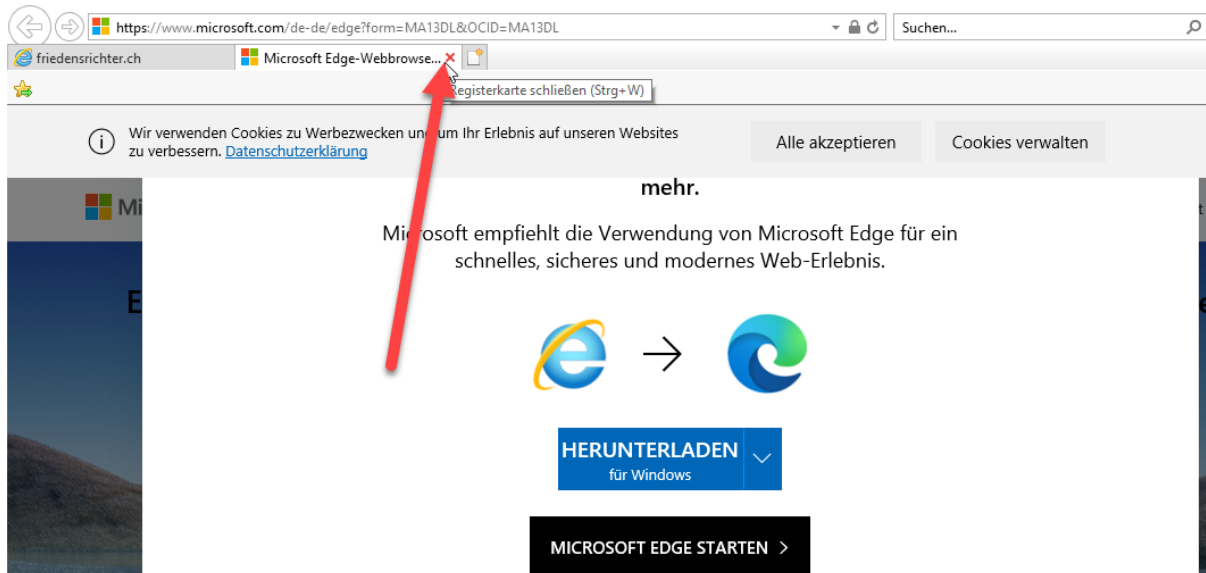 https://www.microsoft.com/de-de/edge?form=MA13DL&OCID=MA13DL
Suchen...
friedensrichter.ch
Microsoft Edge-Webbrowse...
Registerkarte schließen (Strg+W)
Wir verwenden Cookies zu Werbezwecken und um Ihr Erlebnis auf unseren Websites
zu verbessern. Datenschutzerklärung
Alle akzeptieren
Cookies verwalten
mehr.
Mi
Microsoft empfiehlt die Verwendung von Microsoft Edge für ein
schnelles, sicheres und modernes Web-Erlebnis.
E
HERUNTERLADEN
für Windows
MICROSOFT EDGE STARTEN >